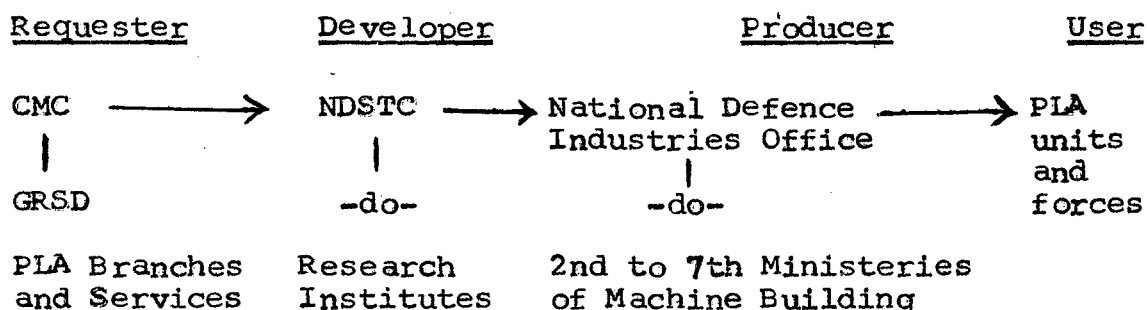 Requester Developer Producer User
CMC NDSTC National Defence PLA
Industries Office units
and
GRSD -do- -do- forces
PLA Branches Research 2nd to 7th Ministeries
and Services Institutes of Machine Building